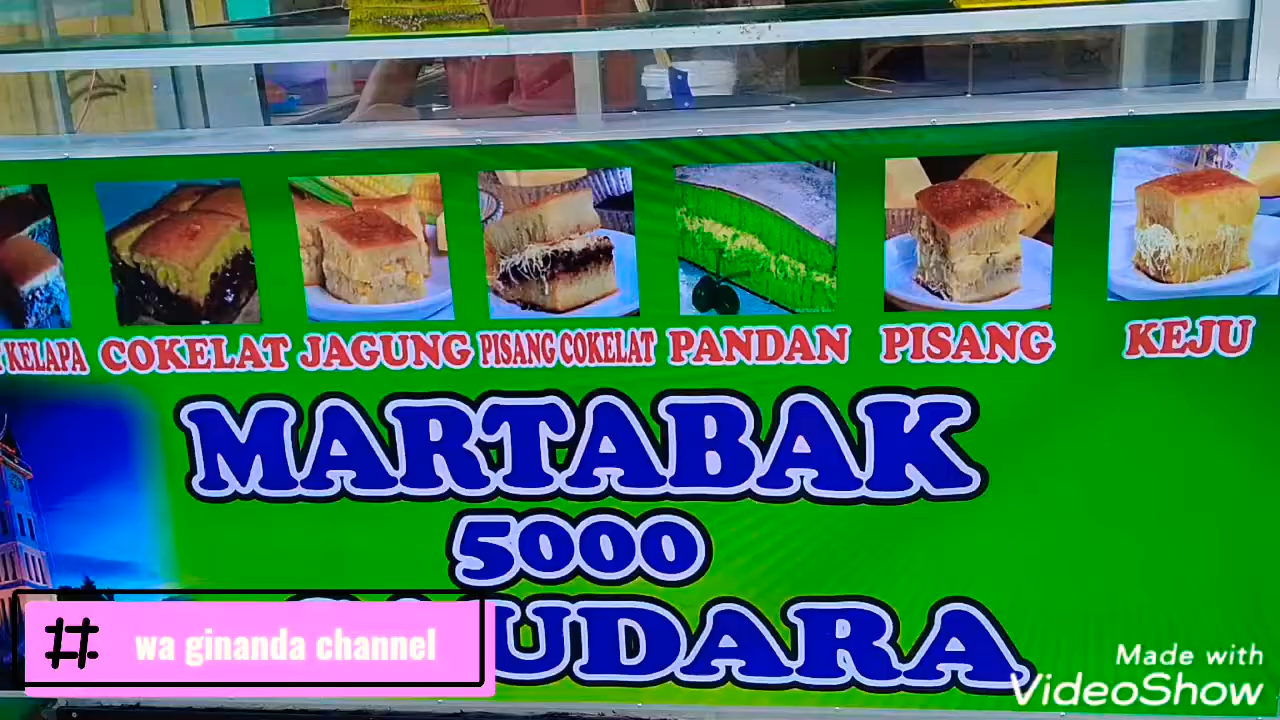 KELAPA COKELAT JAGUNG PISANG COKELAT PANDAN PISANG KEJU
MARTABAK
5000
UDARA
# wa ginanda channel
Made with
VideoShow